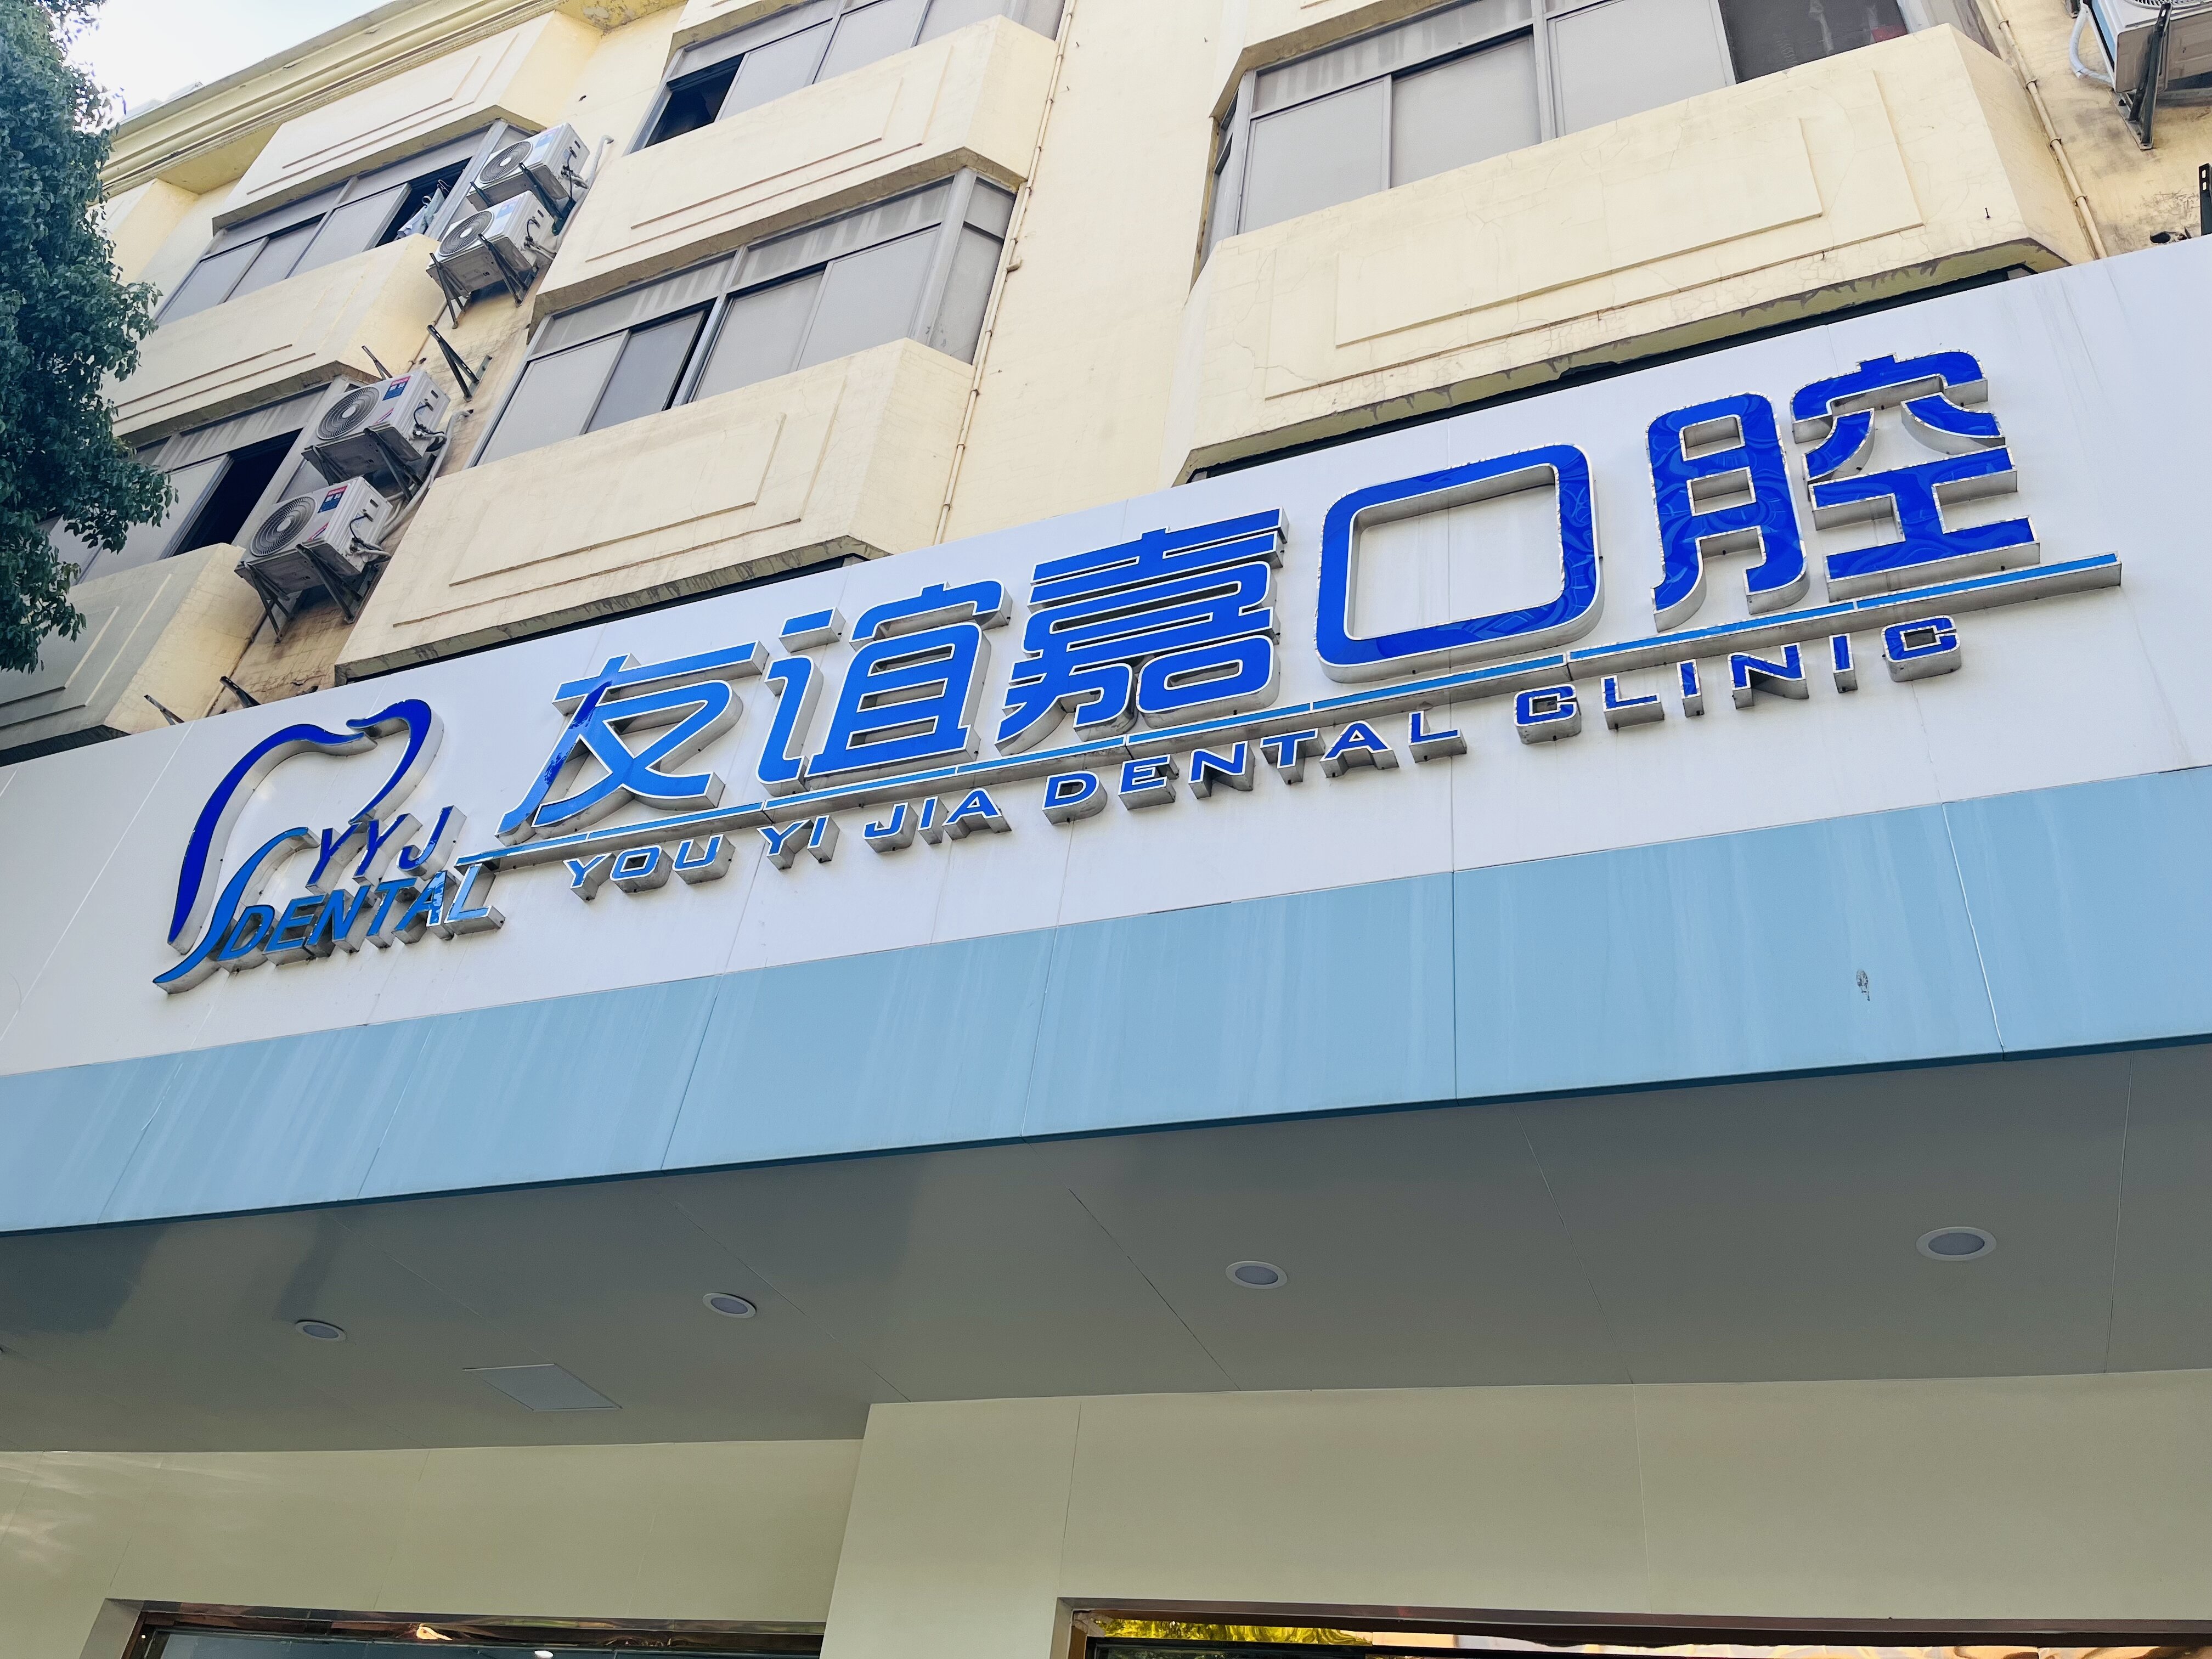 友谊嘉口腔
YYJ
DENTAL
YOU YI JIA DENTAL CLINIC